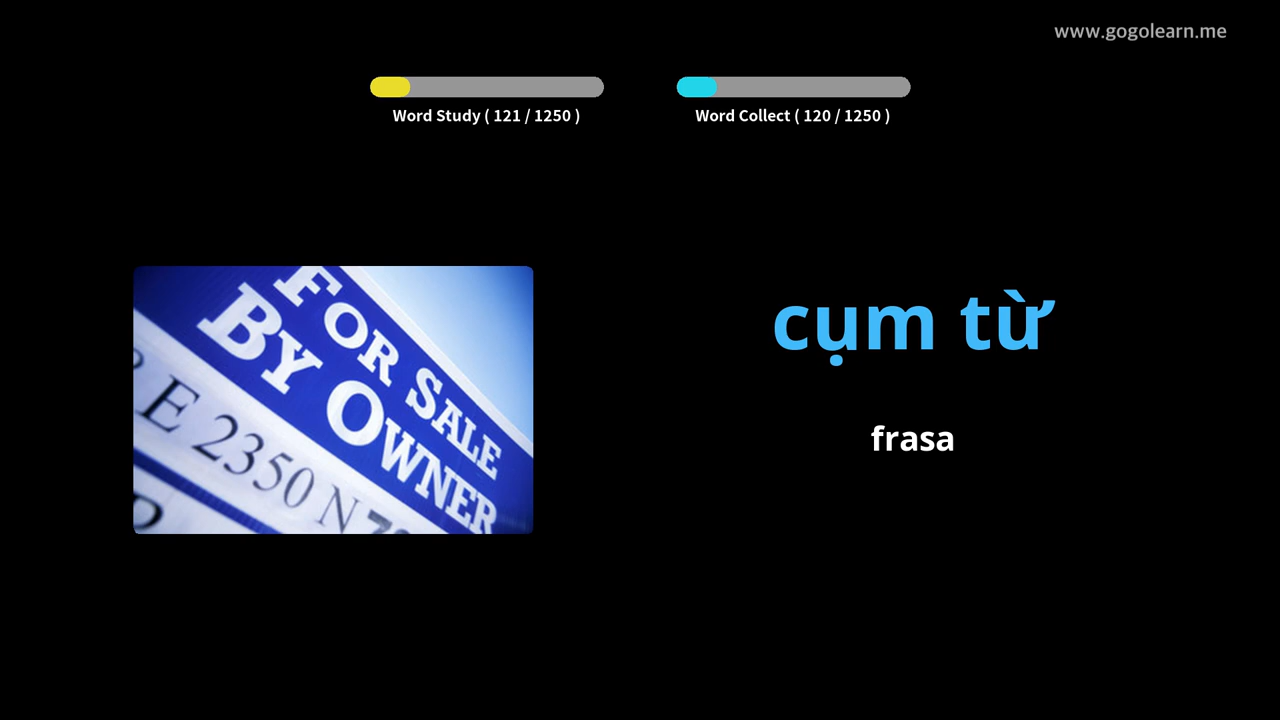 www.gogolearn.me
Word Study ( 121 / 1250 )
Word Collect ( 120 / 1250 )
FOR SALE
BY OWNER
E 2350 N
cụm từ
frasa